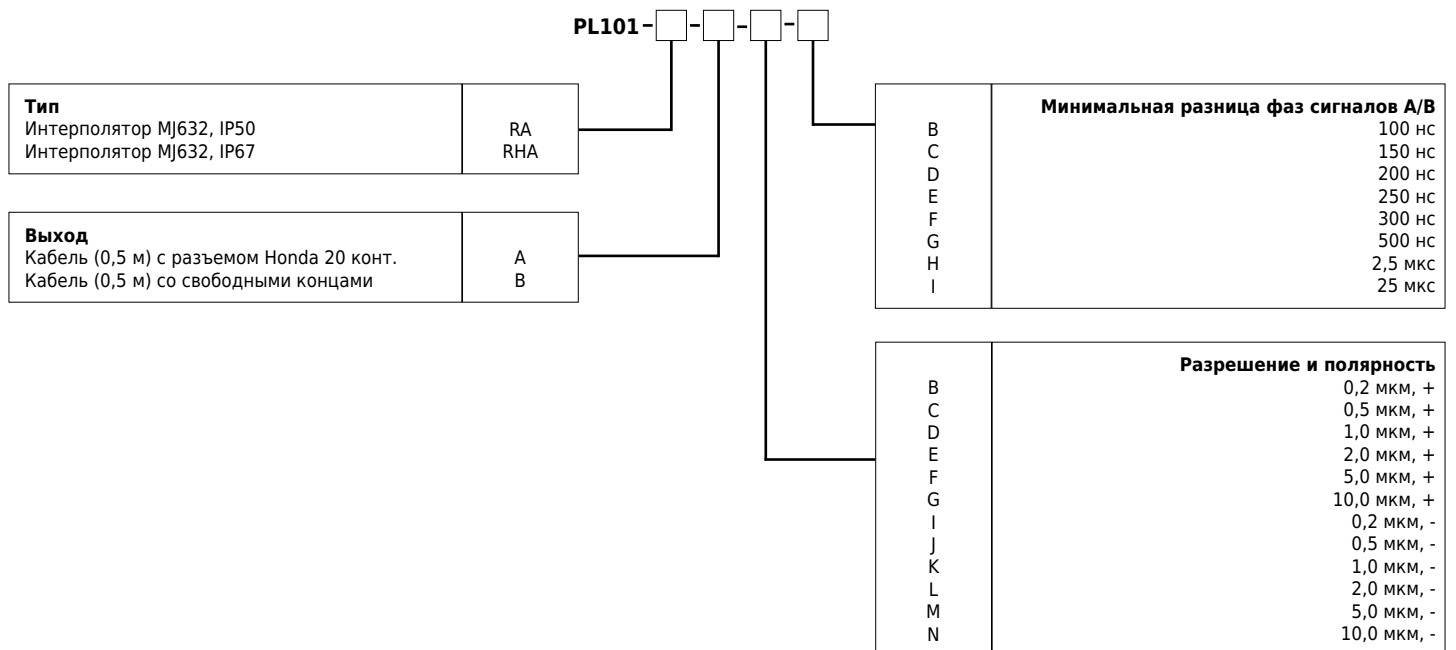 PL101- - - -
Тип
Интерполятор MJ632, IP50 RA
Интерполятор MJ632, IP67 RHA
Выход
Кабель (0,5 м) с разъемом Honda 20 конт. A
Кабель (0,5 м) со свободными концами B
Минимальная разница фаз сигналов A/B
B 100 нс
C 150 нс
D 200 нс
E 250 нс
F 300 нс
G 500 нс
H 2,5 мкс
I 25 мкс
Разрешение и полярность
B 0,2 мкм, +
C 0,5 мкм, +
D 1,0 мкм, +
E 2,0 мкм, +
F 5,0 мкм, +
G 10,0 мкм, +
I 0,2 мкм, -
J 0,5 мкм, -
K 1,0 мкм, -
L 2,0 мкм, -
M 5,0 мкм, -
N 10,0 мкм, -